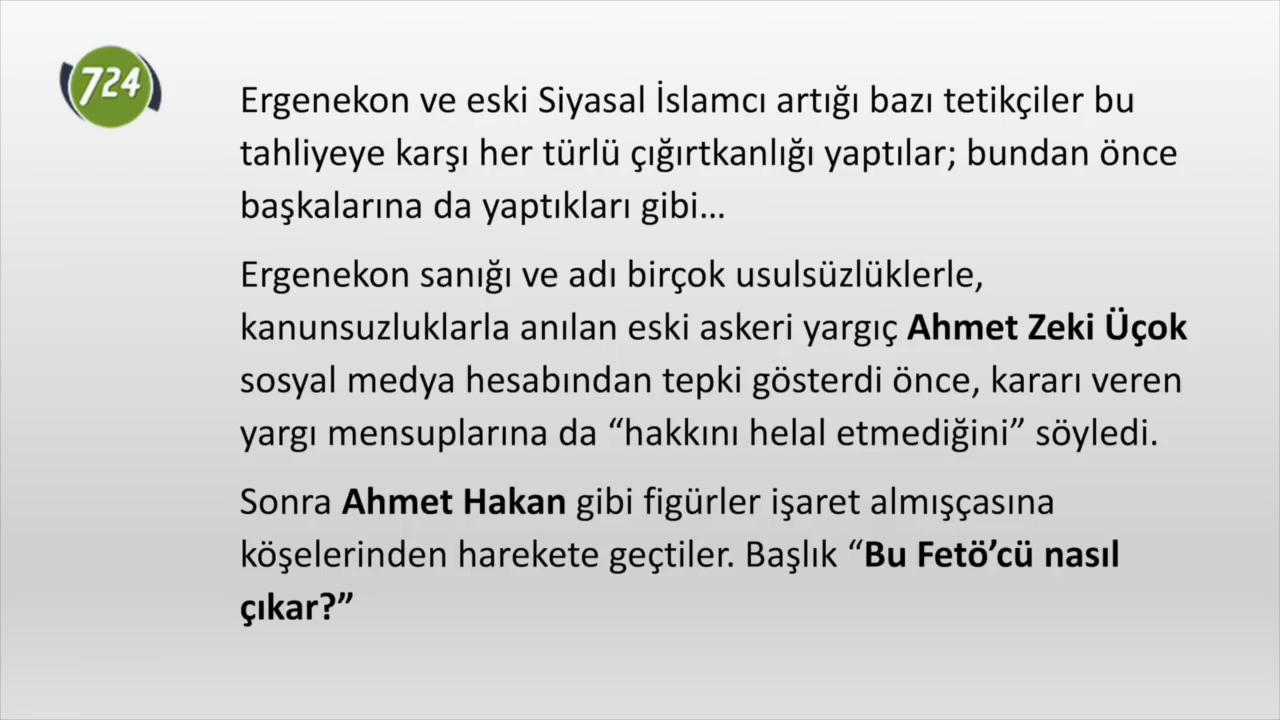 724
Ergenekon ve eski Siyasal İslamcı artığı bazı tetikçiler bu
tahliyeye karşı her türlü çığırtkanlığı yaptılar; bundan önce
başkalarına da yaptıkları gibi…
Ergenekon sanığı ve adı birçok usulsüzlüklerle,
kanunsuzluklarla anılan eski askeri yargıç Ahmet Zeki Üçok
sosyal medya hesabından tepki gösterdi önce, kararı veren
yargı mensuplarına da “hakkını helal etmediğini” söyledi.
Sonra Ahmet Hakan gibi figürler işaret almışçasına
köşelerinden harekete geçtiler. Başlık “Bu Fetö’cü nasıl
çıkar?”